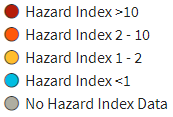 Hazard Index >10
Hazard Index 2 - 10
Hazard Index 1 - 2
Hazard Index <1
No Hazard Index Data